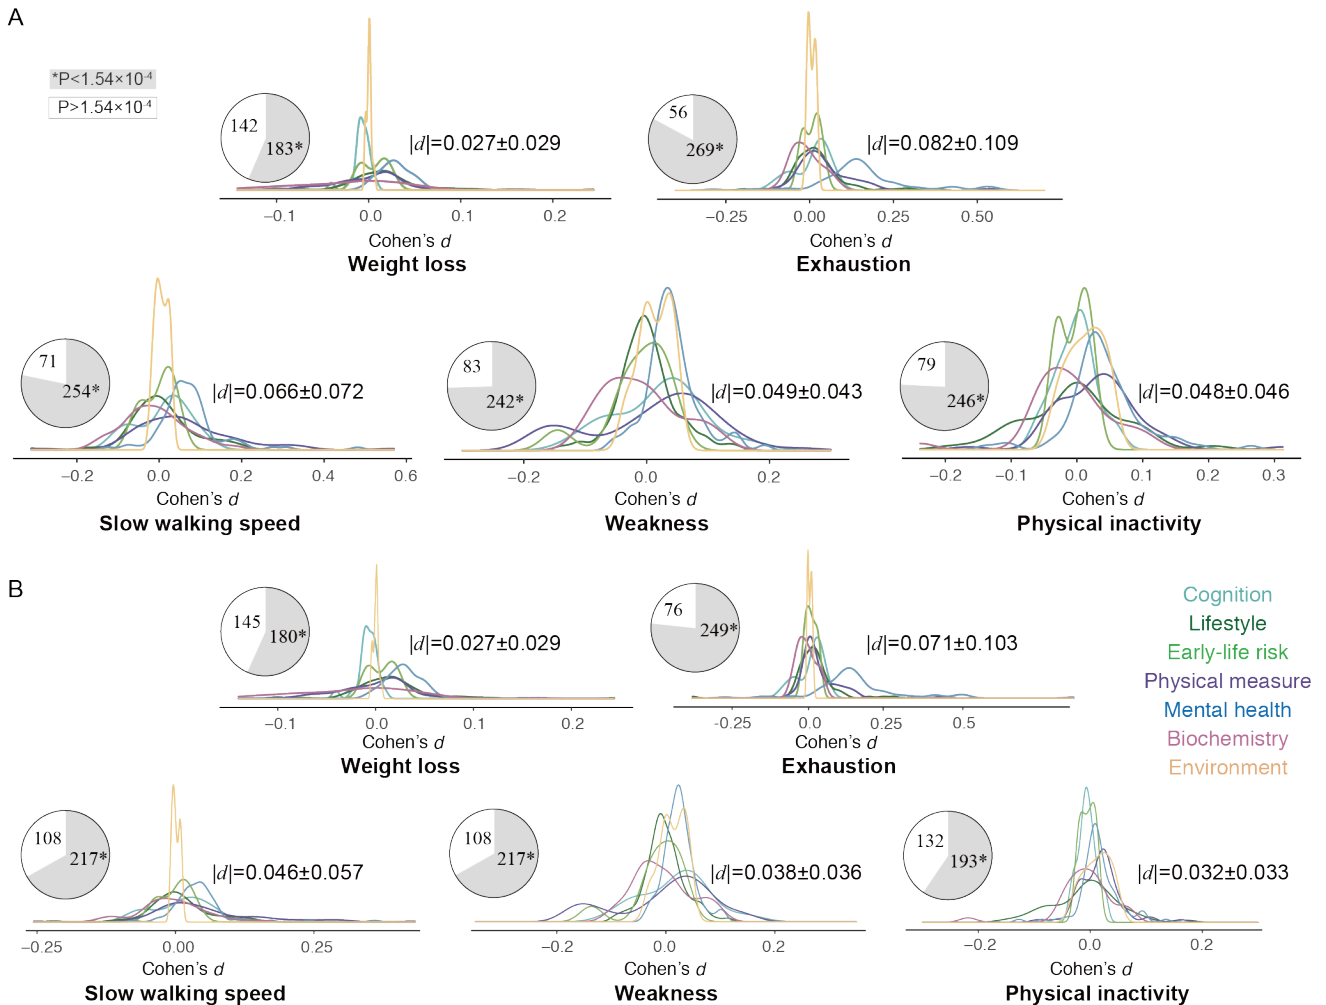 A
*P<1.54×10-4
P>1.54×10-4
142
183*
|d|=0.027±0.029
−0.1 0.0 0.1 0.2
Cohen's d
Weight loss
56
269*
|d|=0.082±0.109
−0.25 0.00 0.25 0.50
Cohen's d
Exhaustion
71
254*
|d|=0.066±0.072
−0.2 0.0 0.2 0.4 0.6
Cohen's d
Slow walking speed
83
242*
|d|=0.049±0.043
−0.2 0.0 0.2
Cohen's d
Weakness
79
246*
|d|=0.048±0.046
−0.2 −0.1 0.0 0.1 0.2 0.3
Cohen's d
Physical inactivity
B
145
180*
|d|=0.027±0.029
−0.1 0.0 0.1 0.2
Cohen's d
Weight loss
76
249*
|d|=0.071±0.103
-0.25 0.0 0.25 0.5
Cohen's d
Exhaustion
Cognition
Lifestyle
Early-life risk
Physical measure
Mental health
Biochemistry
Environment
108
217*
|d|=0.046±0.057
−0.25 0.00 0.25
Cohen's d
Slow walking speed
108
217*
|d|=0.038±0.036
−0.2 0.0 0.2
Cohen's d
Weakness
132
193*
|d|=0.032±0.033
−0.2 0.0 0.2
Cohen's d
Physical inactivity